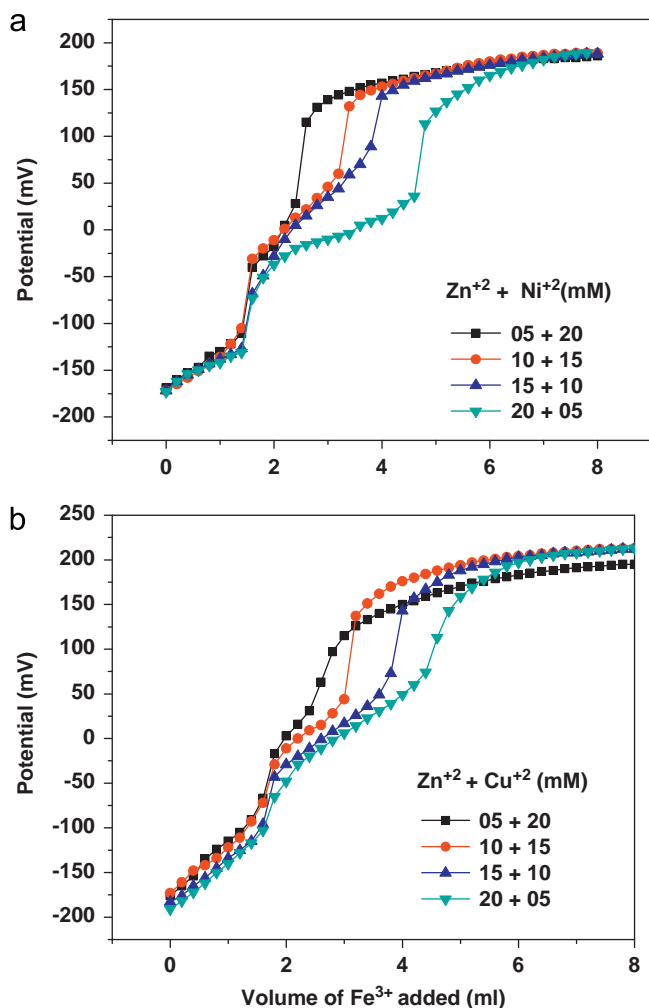 a
200
150
100
50
0
-50
-100
-150
-200
Potential (mV)
Zn+2 + Ni+2(mM)
05 + 20
10 + 15
15 + 10
20 + 05
0 2 4 6 8
b
250
200
150
100
50
0
-50
-100
-150
-200
Potential (mV)
Zn+2 + Cu+2 (mM)
05 + 20
10 + 15
15 + 10
20 + 05
0 2 4 6 8
Volume of Fe3+ added (ml)